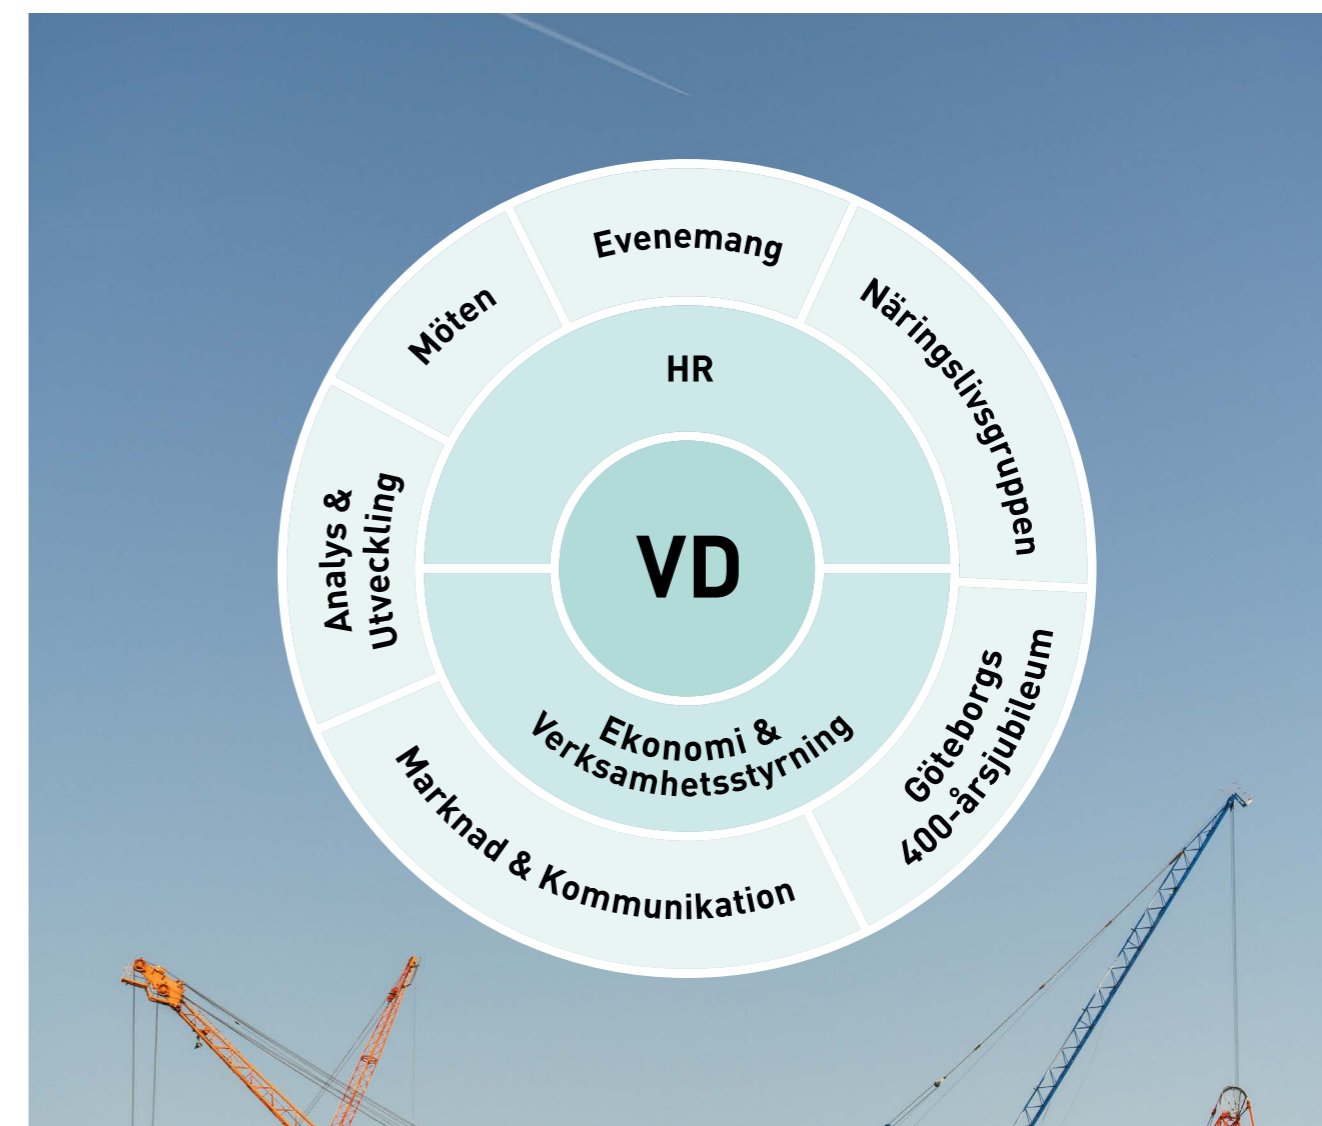 Evenemang
Möten
Näringslivsgruppen
HR
Analys &
Utveckling
VD
Göteborgs
400-årsjubileum
Ekonomi &
Verksamhetsstyrning
Marknad & Kommunikation